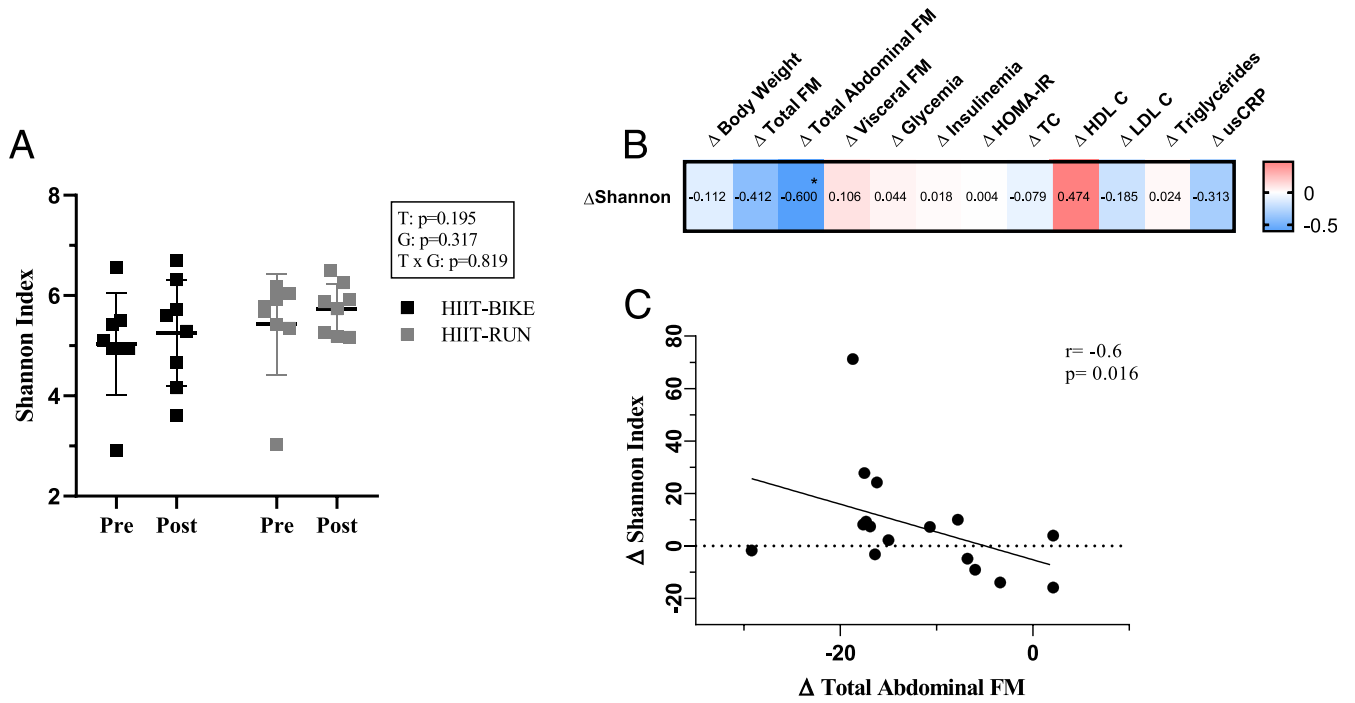 A
Shannon Index
8
6
4
2
Pre
Post
Pre
Post
T: p=0.195
G: p=0.317
T x G: p=0.819
HIIT-BIKE
HIIT-RUN
B
Δ Body Weight
Δ Total FM
Δ Total Abdominal FM
Δ Visceral FM
Δ Glycemia
Δ Insulinemia
Δ HOMA-IR
Δ TC
Δ HDL C
Δ LDL C
Δ Triglycérides
Δ usCRP
ΔShannon
-0.112
-0.412
*
-0.600
0.106
0.044
0.018
0.004
-0.079
0.474
-0.185
0.024
-0.313
0
-0.5
C
Δ Shannon Index
80
60
40
20
0
-20
r= -0.6
p= 0.016
-20
0
Δ Total Abdominal FM